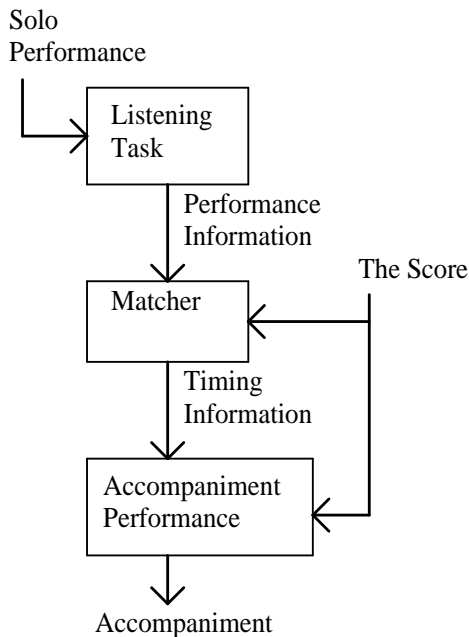 Solo
Performance
Listening
Task
Performance
Information
The Score
Matcher
Timing
Information
Accompaniment
Performance
Accompaniment